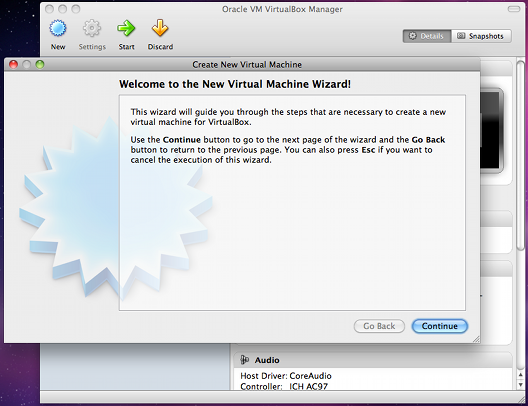 Oracle VM VirtualBox Manager
New
Settings
Start
Discard
Details
Snapshots
Create New Virtual Machine
Welcome to the New Virtual Machine Wizard!
This wizard will guide you through the steps that are necessary to create a new
virtual machine for VirtualBox.
Use the Continue button to go to the next page of the wizard and the Go Back
button to return to the previous page. You can also press Esc if you want to
cancel the execution of this wizard.
Go Back
Continue
Audio
Host Driver: CoreAudio
Controller: ICH AC97